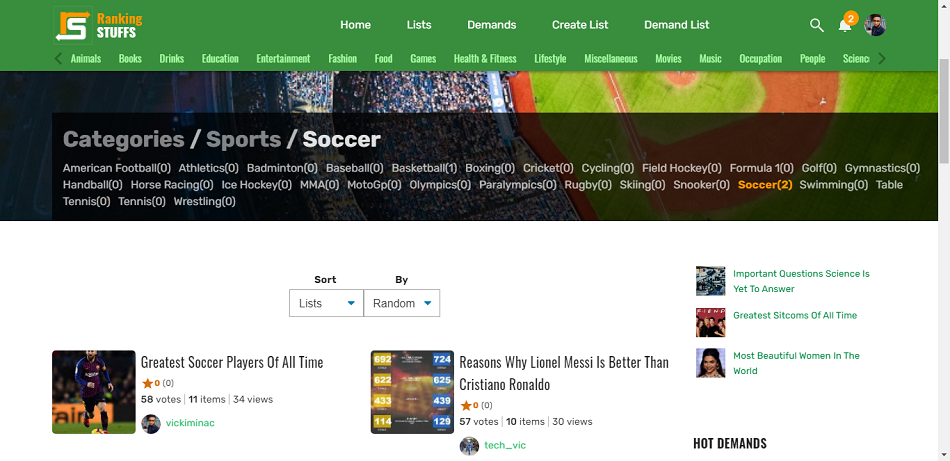 Ranking
STUFFS
Home Lists Demands Create List Demand List
2
Animals Books Drinks Education Entertainment Fashion Food Games Health & Fitness Lifestyle Miscellaneous Movies Music Occupation People Scienc
Categories / Sports / Soccer
American Football(0) Athletics(0) Badminton(0) Baseball(0) Basketball(1) Boxing(0) Cricket(0) Cycling(0) Field Hockey(0) Formula 1(0) Golf(0) Gymnastics(0)
Handball(0) Horse Racing(0) Ice Hockey(0) MMA(0) MotoGp(0) Olympics(0) Paralympics(0) Rugby(0) Skiing(0) Snooker(0) Soccer(2) Swimming(0) Table
Tennis(0) Tennis(0) Wrestling(0)
Sort By
Lists Random
Greatest Soccer Players Of All Time
0 (0)
58 votes | 11 items | 34 views
vickiminac
692 724
622 625
433 439
114 129
Reasons Why Lionel Messi Is Better Than
Cristiano Ronaldo
0 (0)
57 votes | 10 items | 30 views
tech_vic
Important Questions Science Is
Yet To Answer
Greatest Sitcoms Of All Time
Most Beautiful Women In The
World
HOT DEMANDS